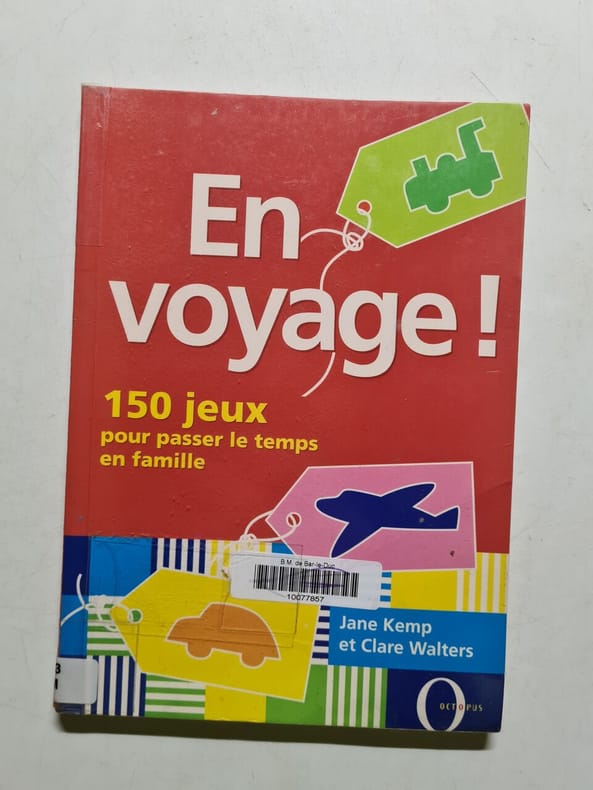 En
voyage !
150 jeux
pour passer le temps
en famille
B.M. de Bar-le-Duc
10077857
Jane Kemp
et Clare Walters
OCTOPUS
3